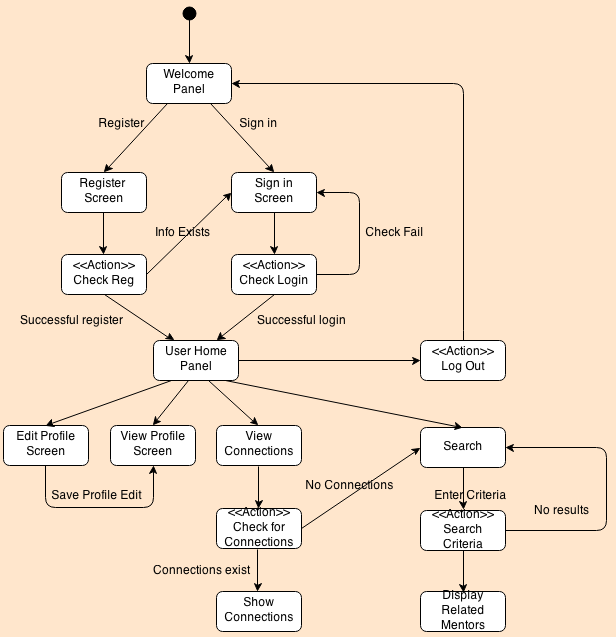 Welcome
Panel
Register
Sign in
Register
Screen
Sign in
Screen
Info Exists
Check Fail
<<Action>>
Check Reg
<<Action>>
Check Login
Successful register
Successful login
User Home
Panel
<<Action>>
Log Out
Edit Profile
Screen
View Profile
Screen
View
Connections
Search
Save Profile Edit
No Connections
Enter Criteria
No results
<<Action>>
Check for
Connections
<<Action>>
Search
Criteria
Connections exist
Show
Connections
Display
Related
Mentors